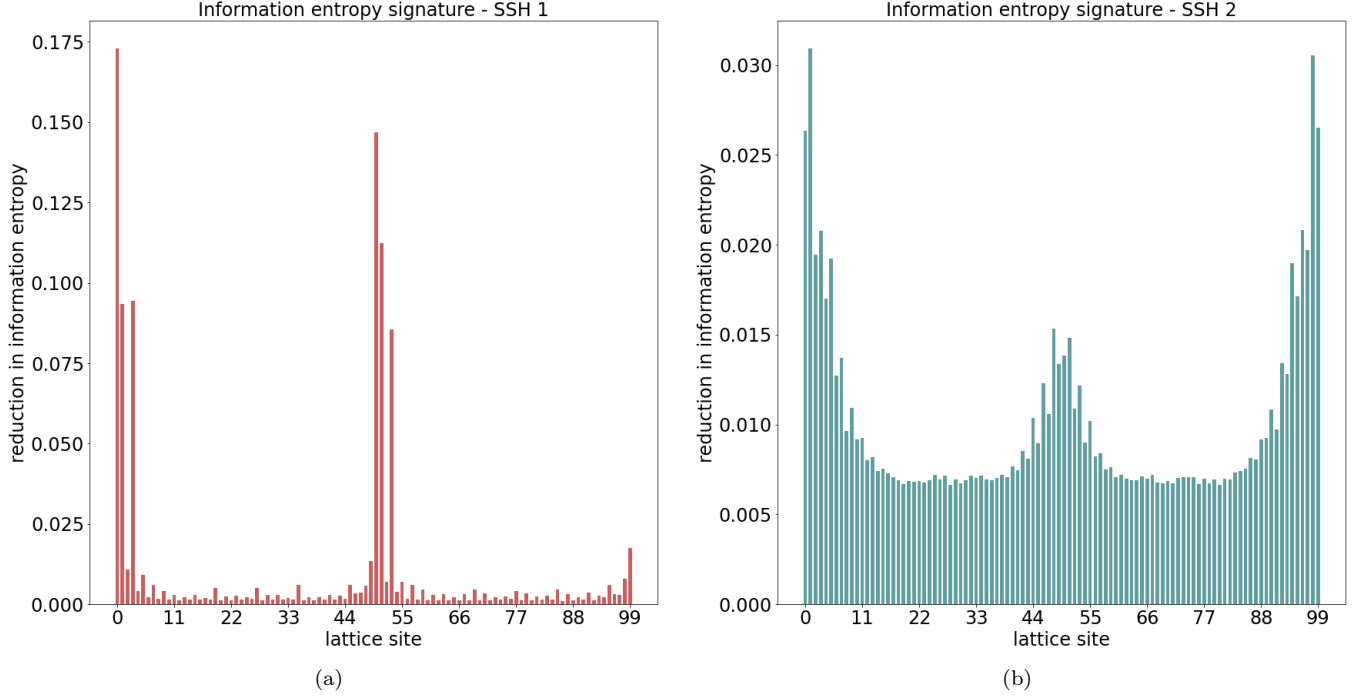 Information entropy signature - SSH 1
reduction in information entropy
0.175
0.150
0.125
0.100
0.075
0.050
0.025
0.000
0 11 22 33 44 55 66 77 88 99
lattice site
(a)
Information entropy signature - SSH 2
reduction in information entropy
0.030
0.025
0.020
0.015
0.010
0.005
0.000
0 11 22 33 44 55 66 77 88 99
lattice site
(b)